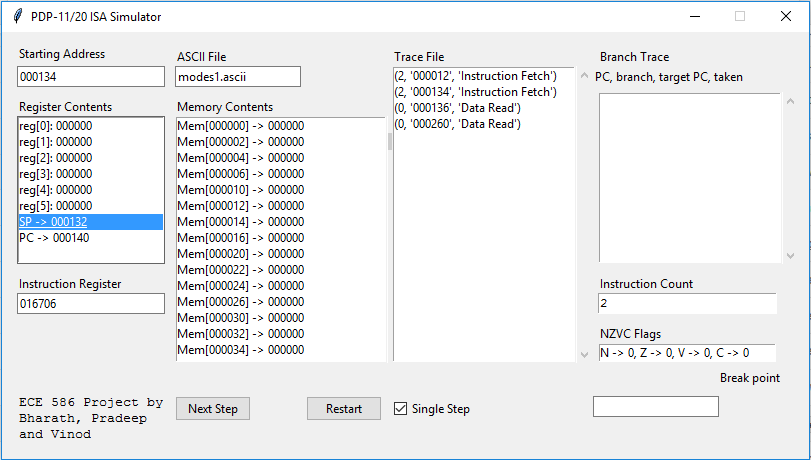 PDP-11/20 ISA Simulator
Starting Address
000134
ASCII File
modes1.ascii
Trace File
(2, '000012', 'Instruction Fetch')
(2, '000134', 'Instruction Fetch')
(0, '000136', 'Data Read')
(0, '000260', 'Data Read')
Branch Trace
PC, branch, target PC, taken
Register Contents
reg[0]: 000000
reg[1]: 000000
reg[2]: 000000
reg[3]: 000000
reg[4]: 000000
reg[5]: 000000
SP -> 000132
PC -> 000140
Memory Contents
Mem[000000] -> 000000
Mem[000002] -> 000000
Mem[000004] -> 000000
Mem[000006] -> 000000
Mem[000010] -> 000000
Mem[000012] -> 000000
Mem[000014] -> 000000
Mem[000016] -> 000000
Mem[000020] -> 000000
Mem[000022] -> 000000
Mem[000024] -> 000000
Mem[000026] -> 000000
Mem[000030] -> 000000
Mem[000032] -> 000000
Mem[000034] -> 000000
Instruction Register
016706
Instruction Count
2
NZVC Flags
N -> 0, Z -> 0, V -> 0, C -> 0
Break point
ECE 586 Project by
Bharath, Pradeep
and Vinod
Next Step
Restart
Single Step